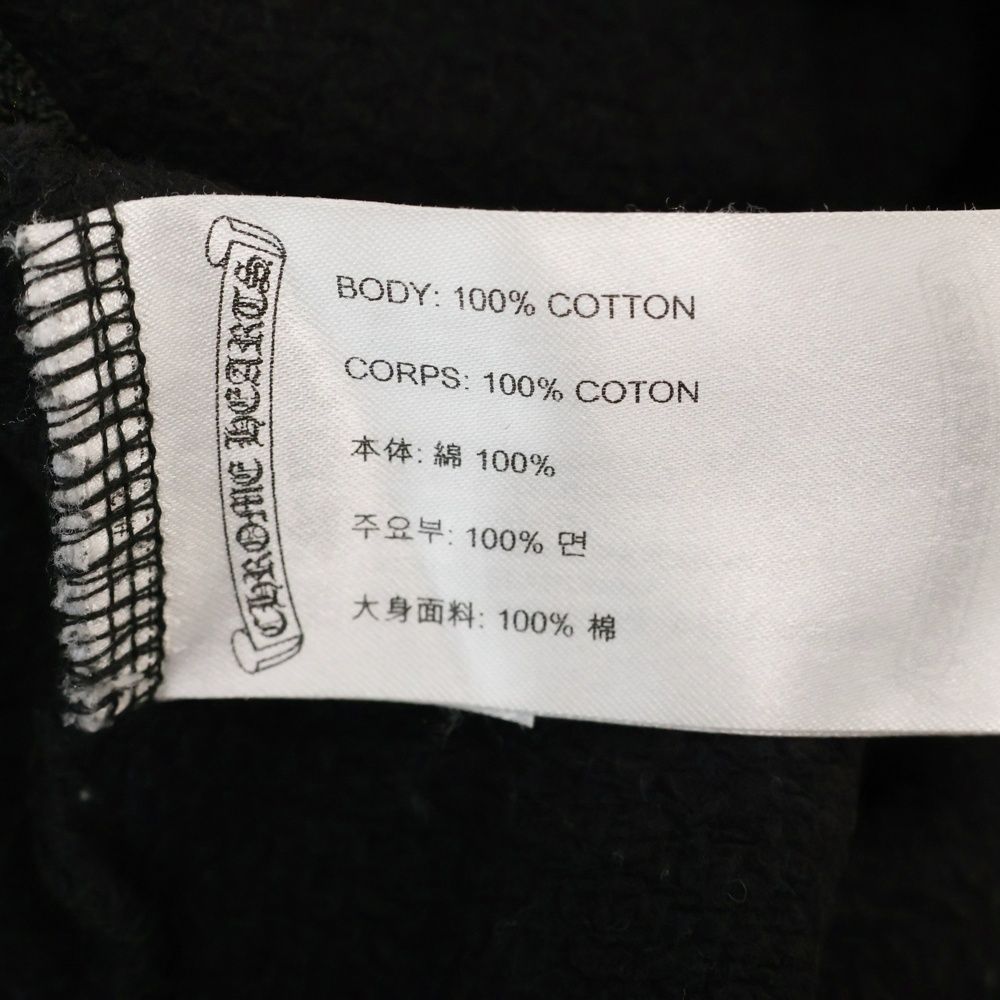 CHROME HEARTS
BODY: 100% COTTON
CORPS: 100% COTON
本体: 綿 100%
주요부: 100% 면
大身面料: 100% 棉